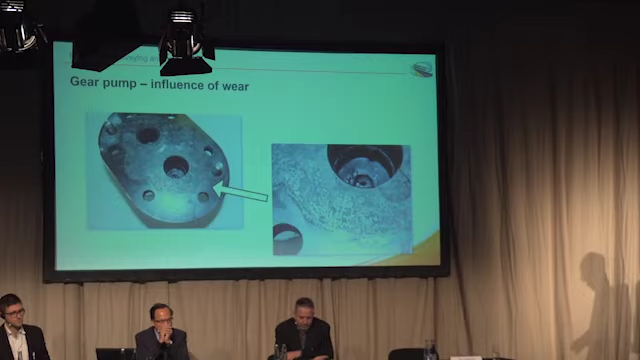 Gear pump – influence of wear